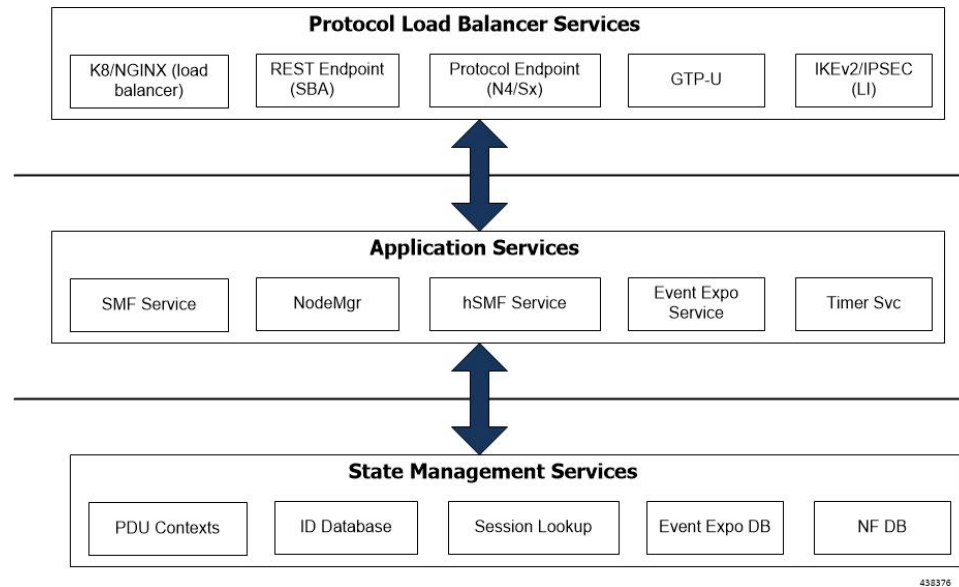 Protocol Load Balancer Services
K8/NGINX (load
balancer)
REST Endpoint
(SBA)
Protocol Endpoint
(N4/Sx)
GTP-U
IKEv2/IPSEC
(LI)
Application Services
SMF Service
NodeMgr
hSMF Service
Event Expo
Service
Timer Svc
State Management Services
PDU Contexts
ID Database
Session Lookup
Event Expo DB
NF DB
438376